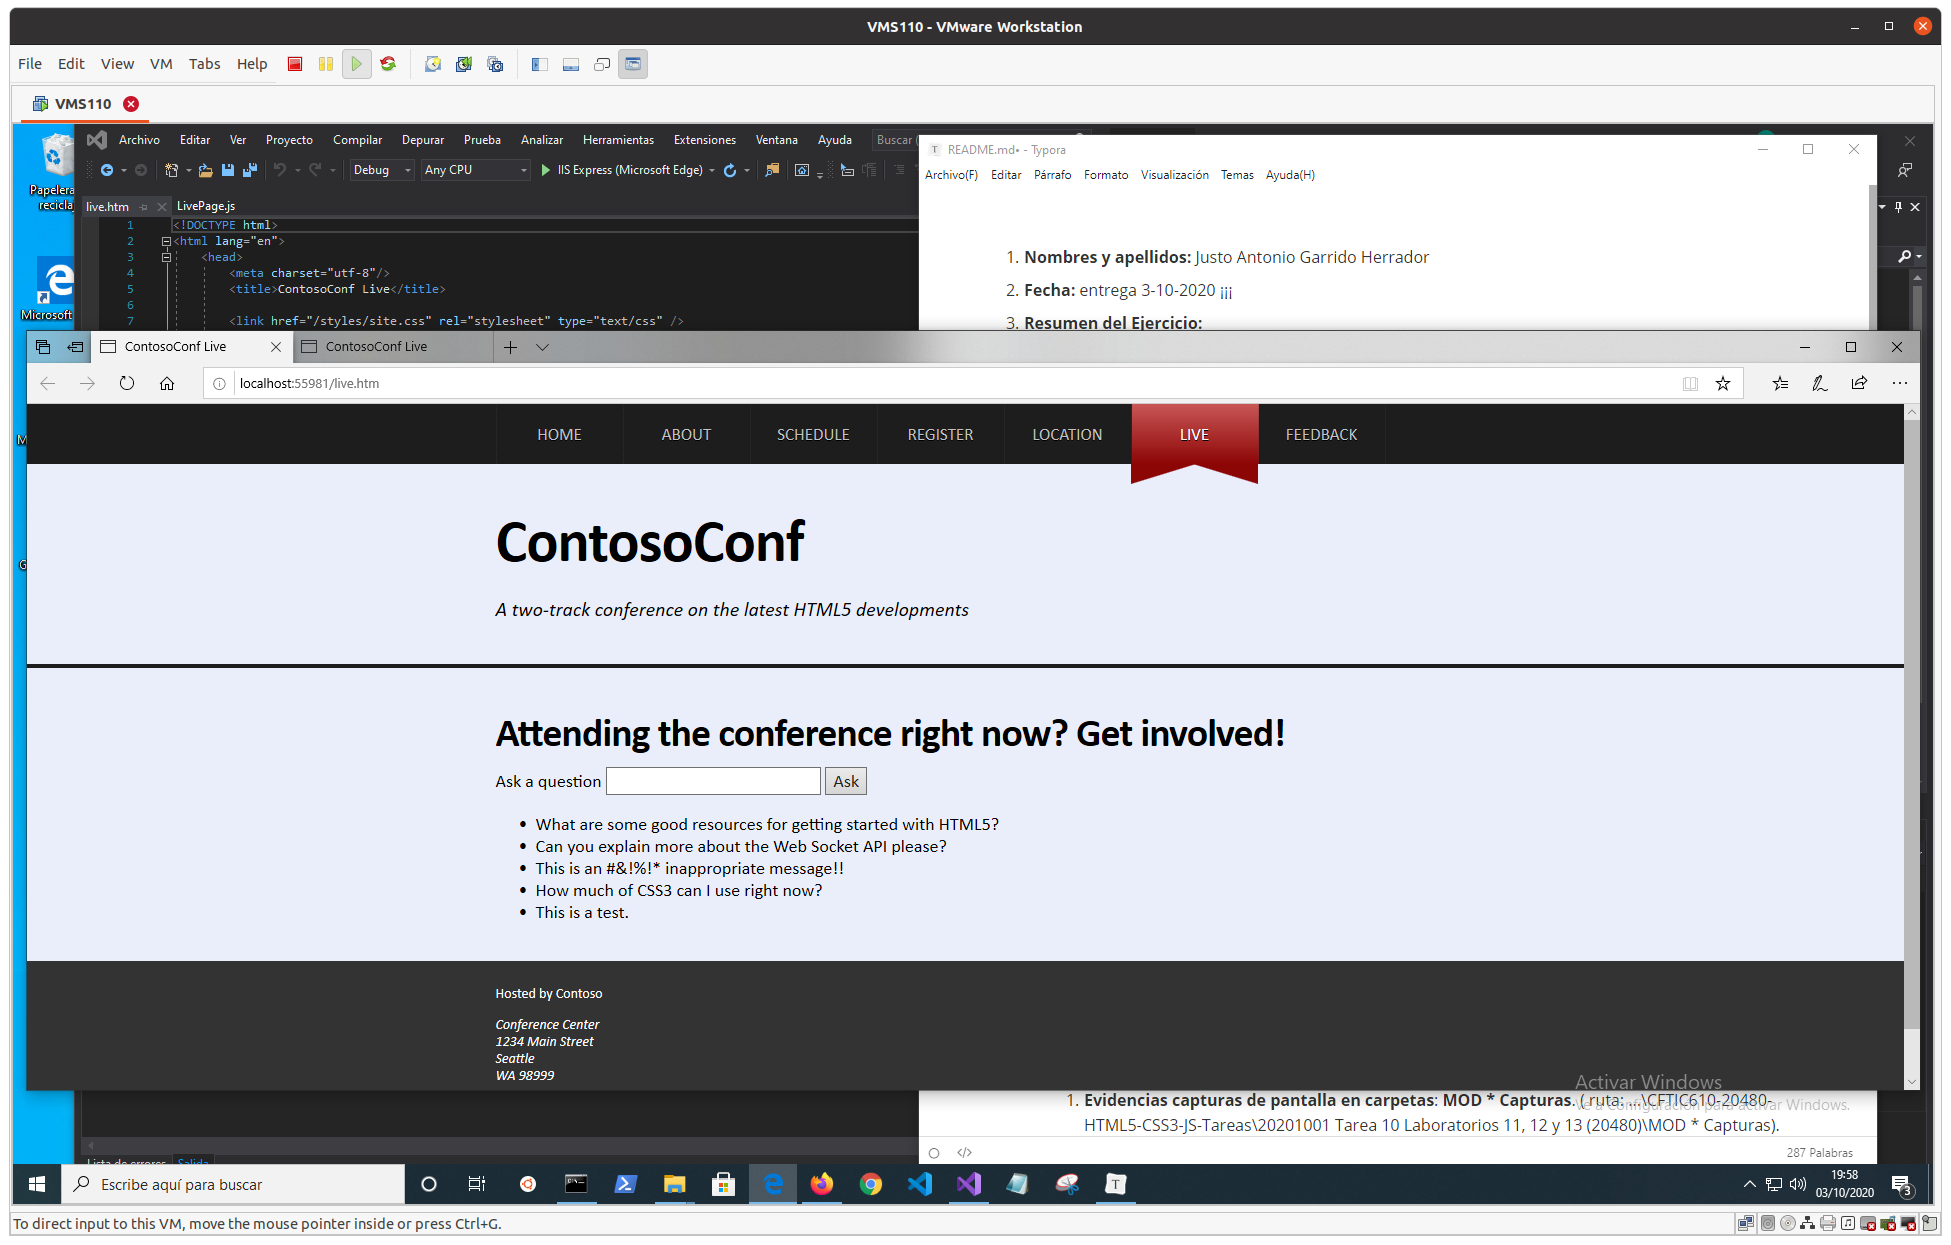 VMS110 - VMware Workstation
File Edit View VM Tabs Help
VMS110
Papelera
recicla
Microsoft
Archivo Editar Ver Proyecto Compilar Depurar Prueba Analizar Herramientas Extensiones Ventana Ayuda Buscar (
Debug Any CPU IIS Express (Microsoft Edge)
live.htm LivePage.js
1 <!DOCTYPE html>
2 <html lang="en">
3 <head>
4 <meta charset="utf-8"/>
5 <title>ContosoConf Live</title>
6
7 <link href="/styles/site.css" rel="stylesheet" type="text/css" />
T README.md• - Typora
Archivo(F) Editar Párrafo Formato Visualización Temas Ayuda(H)
1. Nombres y apellidos: Justo Antonio Garrido Herrador
2. Fecha: entrega 3-10-2020 ¡¡¡
3. Resumen del Ejercicio:
ContosoConf Live ContosoConf Live
localhost:55981/live.htm
HOME ABOUT SCHEDULE REGISTER LOCATION LIVE FEEDBACK
ContosoConf
A two-track conference on the latest HTML5 developments
Attending the conference right now? Get involved!
Ask a question Ask
• What are some good resources for getting started with HTML5?
• Can you explain more about the Web Socket API please?
• This is an #&!%!* inappropriate message!!
• How much of CSS3 can I use right now?
• This is a test.
Hosted by Contoso
Conference Center
1234 Main Street
Seattle
WA 98999
Activar Windows
Ve a Configuración para activar Windows.
1. Evidencias capturas de pantalla en carpetas: MOD * Capturas. ( ruta: ...\CFTIC610-20480-
HTML5-CSS3-JS-Tareas\20201001 Tarea 10 Laboratorios 11, 12 y 13 (20480)\MOD * Capturas).
287 Palabras
Lista de errores Salida
Escribe aquí para buscar
19:58
03/10/2020
3
To direct input to this VM, move the mouse pointer inside or press Ctrl+G.